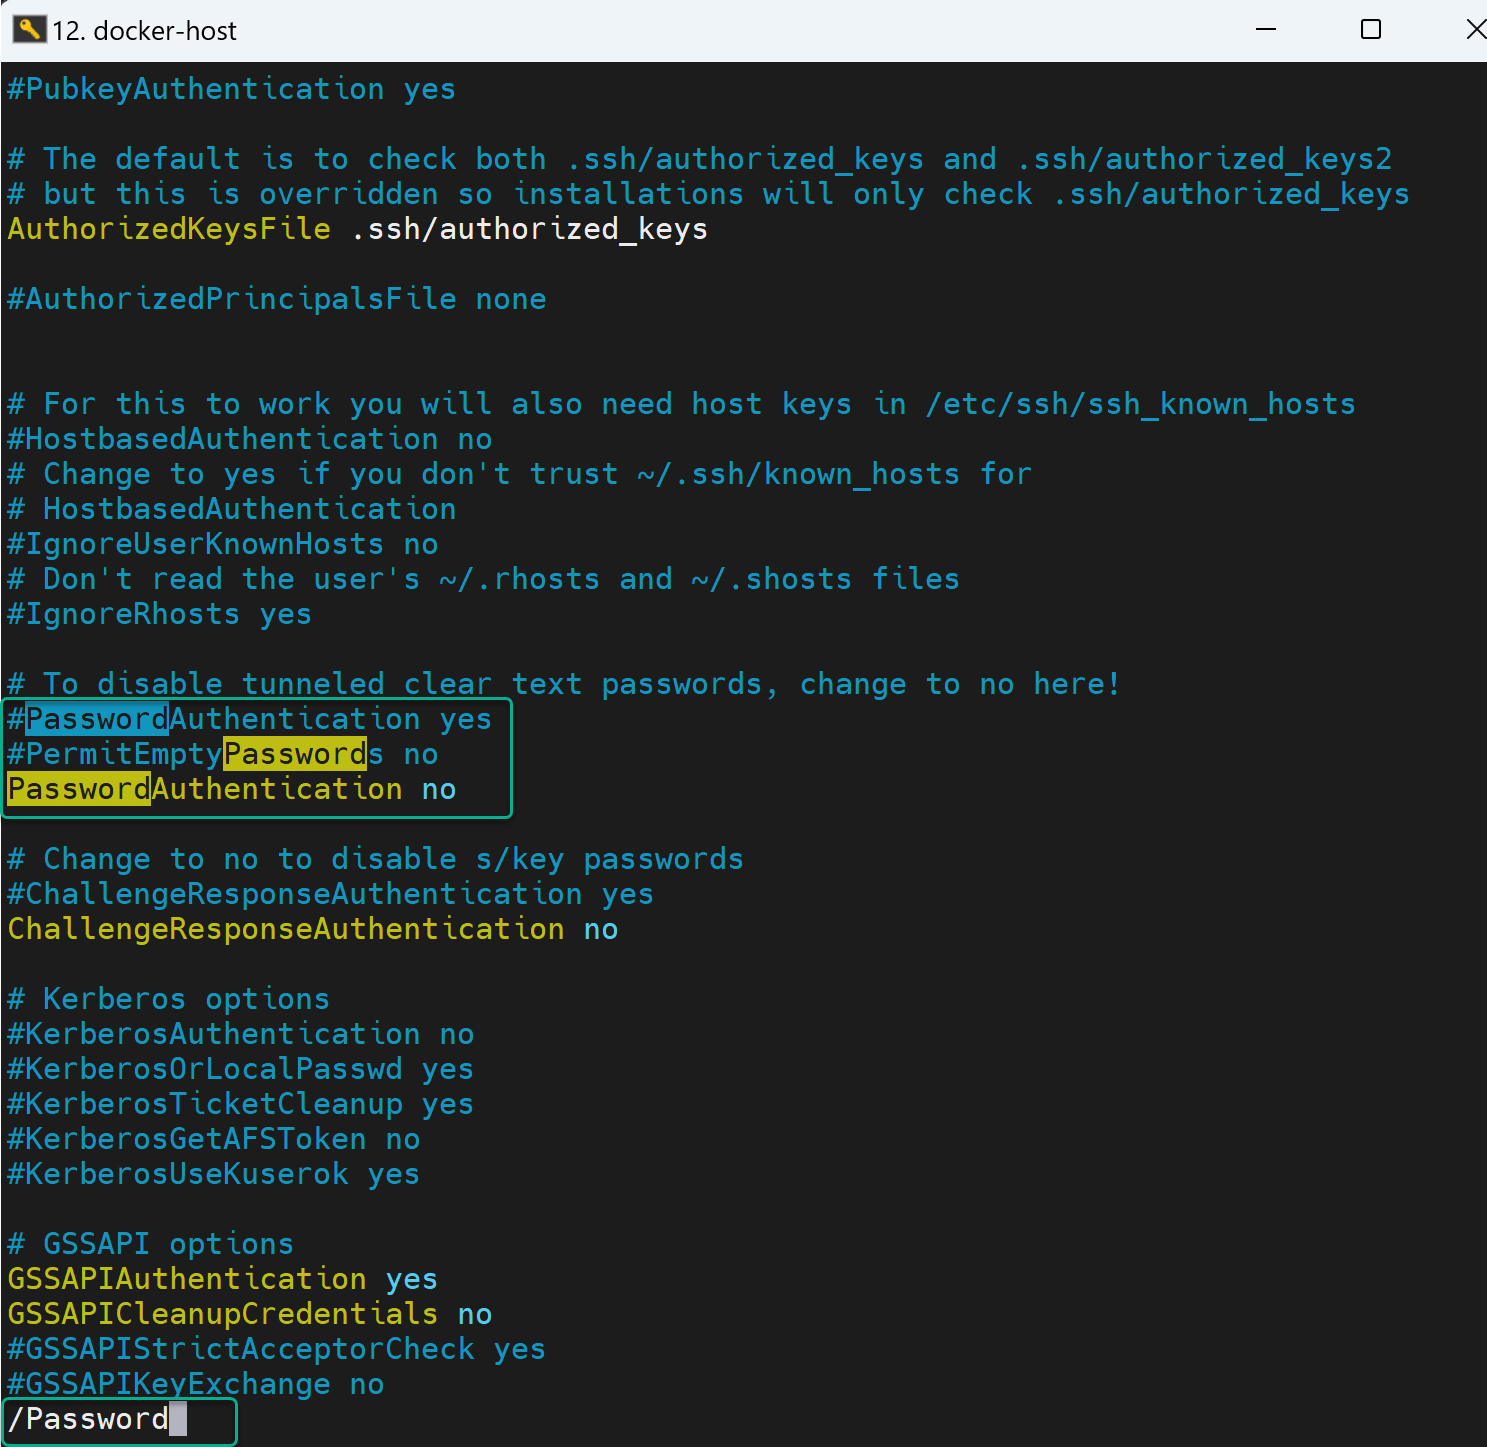 12. docker-host
#PubkeyAuthentication yes
# The default is to check both .ssh/authorized_keys and .ssh/authorized_keys2
# but this is overridden so installations will only check .ssh/authorized_keys
AuthorizedKeysFile .ssh/authorized_keys
#AuthorizedPrincipalsFile none
# For this to work you will also need host keys in /etc/ssh/ssh_known_hosts
#HostbasedAuthentication no
# Change to yes if you don't trust ~/.ssh/known_hosts for
# HostbasedAuthentication
#IgnoreUserKnownHosts no
# Don't read the user's ~/.rhosts and ~/.shosts files
#IgnoreRhosts yes
# To disable tunneled clear text passwords, change to no here!
#PasswordAuthentication yes
#PermitEmptyPasswords no
PasswordAuthentication no
# Change to no to disable s/key passwords
#ChallengeResponseAuthentication yes
ChallengeResponseAuthentication no
# Kerberos options
#KerberosAuthentication no
#KerberosOrLocalPasswd yes
#KerberosTicketCleanup yes
#KerberosGetAFSToken no
#KerberosUseKuserok yes
# GSSAPI options
GSSAPIAuthentication yes
GSSAPICleanupCredentials no
#GSSAPIStrictAcceptorCheck yes
#GSSAPIKeyExchange no
/Password